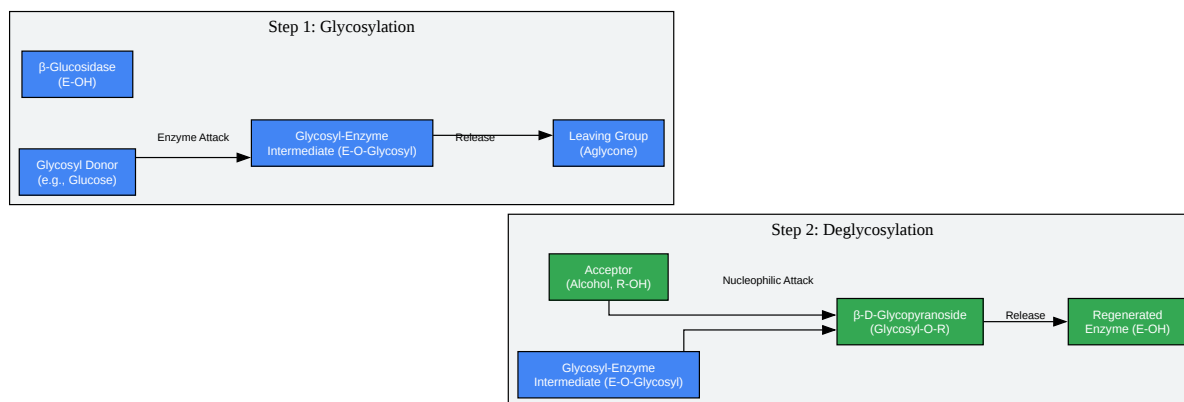 Step 1: Glycosylation
β-Glucosidase
(E-OH)
Enzyme Attack
Glycosyl-Enzyme
Intermediate (E-O-Glycosyl)
Release
Leaving Group
(Aglycone)
Glycosyl Donor
(e.g., Glucose)
Step 2: Deglycosylation
Acceptor
(Alcohol, R-OH)
Nucleophilic Attack
β-D-Glycopyranoside
(Glycosyl-O-R)
Release
Regenerated
Enzyme (E-OH)
Glycosyl-Enzyme
Intermediate (E-O-Glycosyl)